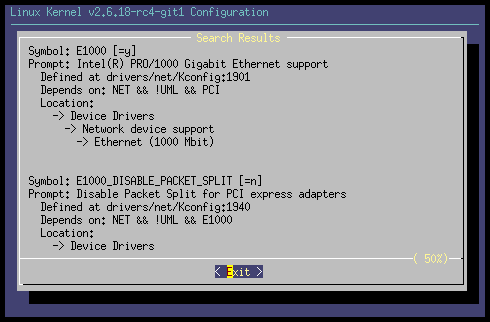 Linux Kernel v2.6.18-rc4-git1 Configuration
Search Results
Symbol: E1000 [=y]
Prompt: Intel(R) PRO/1000 Gigabit Ethernet support
Defined at drivers/net/Kconfig:1901
Depends on: NET && !UML && PCI
Location:
-> Device Drivers
-> Network device support
-> Ethernet (1000 Mbit)
Symbol: E1000_DISABLE_PACKET_SPLIT [=n]
Prompt: Disable Packet Split for PCI express adapters
Defined at drivers/net/Kconfig:1940
Depends on: NET && !UML && E1000
Location:
-> Device Drivers
( 50%)
< Exit >